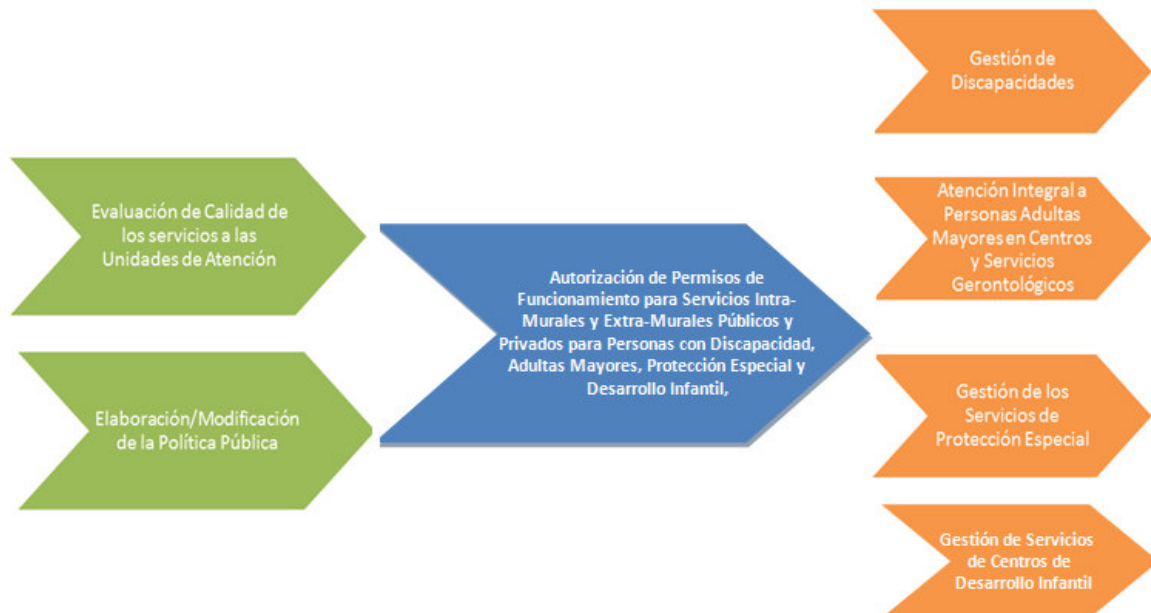 Evaluación de Calidad de
los servicios a las
Unidades de Atención
Elaboración/Modificación
de la Política Pública
Autorización de Permisos de
Funcionamiento para Servicios Intra-
Murales y Extra-Murales Públicos y
Privados para Personas con Discapacidad,
Adultas Mayores, Protección Especial y
Desarrollo Infantil,
Gestión de
Discapacidades
Atención Integral a
Personas Adultas
Mayores en Centros
y Servicios
Gerontológicos
Gestión de los
Servicios de
Protección Especial
Gestión de Servicios
de Centros de
Desarrollo Infantil